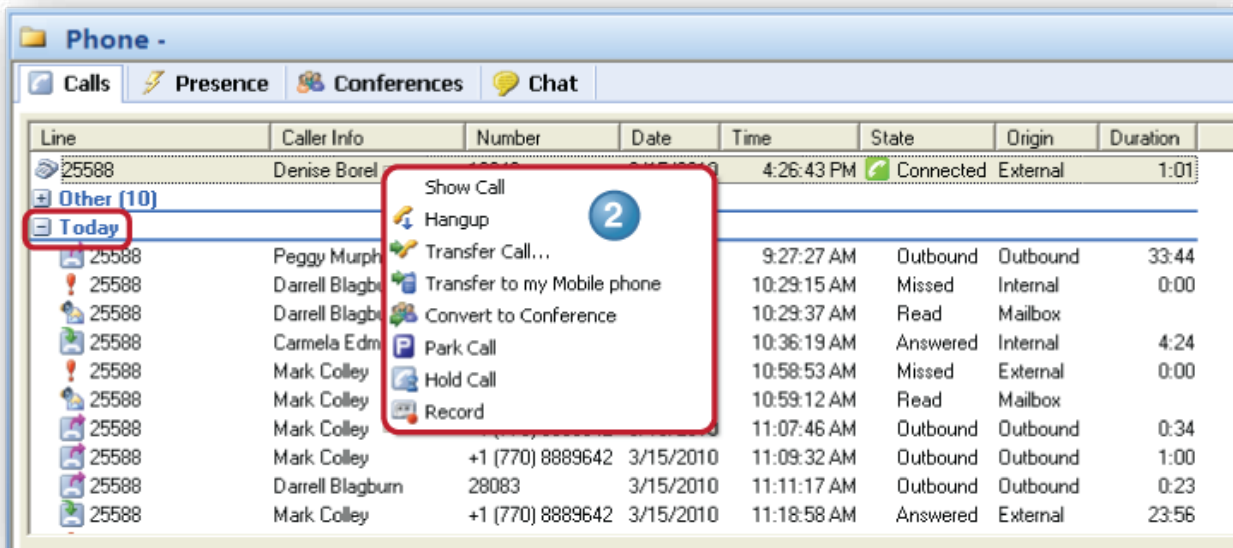 Phone -
Calls Presence Conferences Chat
Line Caller Info Number Date Time State Origin Duration
25588 Denise Borel 4:26:43 PM Connected External 1:01
Other (10)
Today
Show Call
2
Hangup
Transfer Call...
Transfer to my Mobile phone
Convert to Conference
P Park Call
Hold Call
Record
25588 Peggy Murph 9:27:27 AM Outbound Outbound 33:44
25588 Darrell Blagbu 10:29:15 AM Missed Internal 0:00
25588 Darrell Blagbu 10:29:37 AM Read Mailbox
25588 Carmela Edm 10:36:19 AM Answered Internal 4:24
25588 Mark Colley 10:58:53 AM Missed External 0:00
25588 Mark Colley 10:59:12 AM Read Mailbox
25588 Mark Colley 11:07:46 AM Outbound Outbound 0:34
25588 Mark Colley +1 (770) 8889642 3/15/2010 11:09:32 AM Outbound Outbound 1:00
25588 Darrell Blagburn 28083 3/15/2010 11:11:17 AM Outbound Outbound 0:23
25588 Mark Colley +1 (770) 8889642 3/15/2010 11:18:58 AM Answered External 23:56